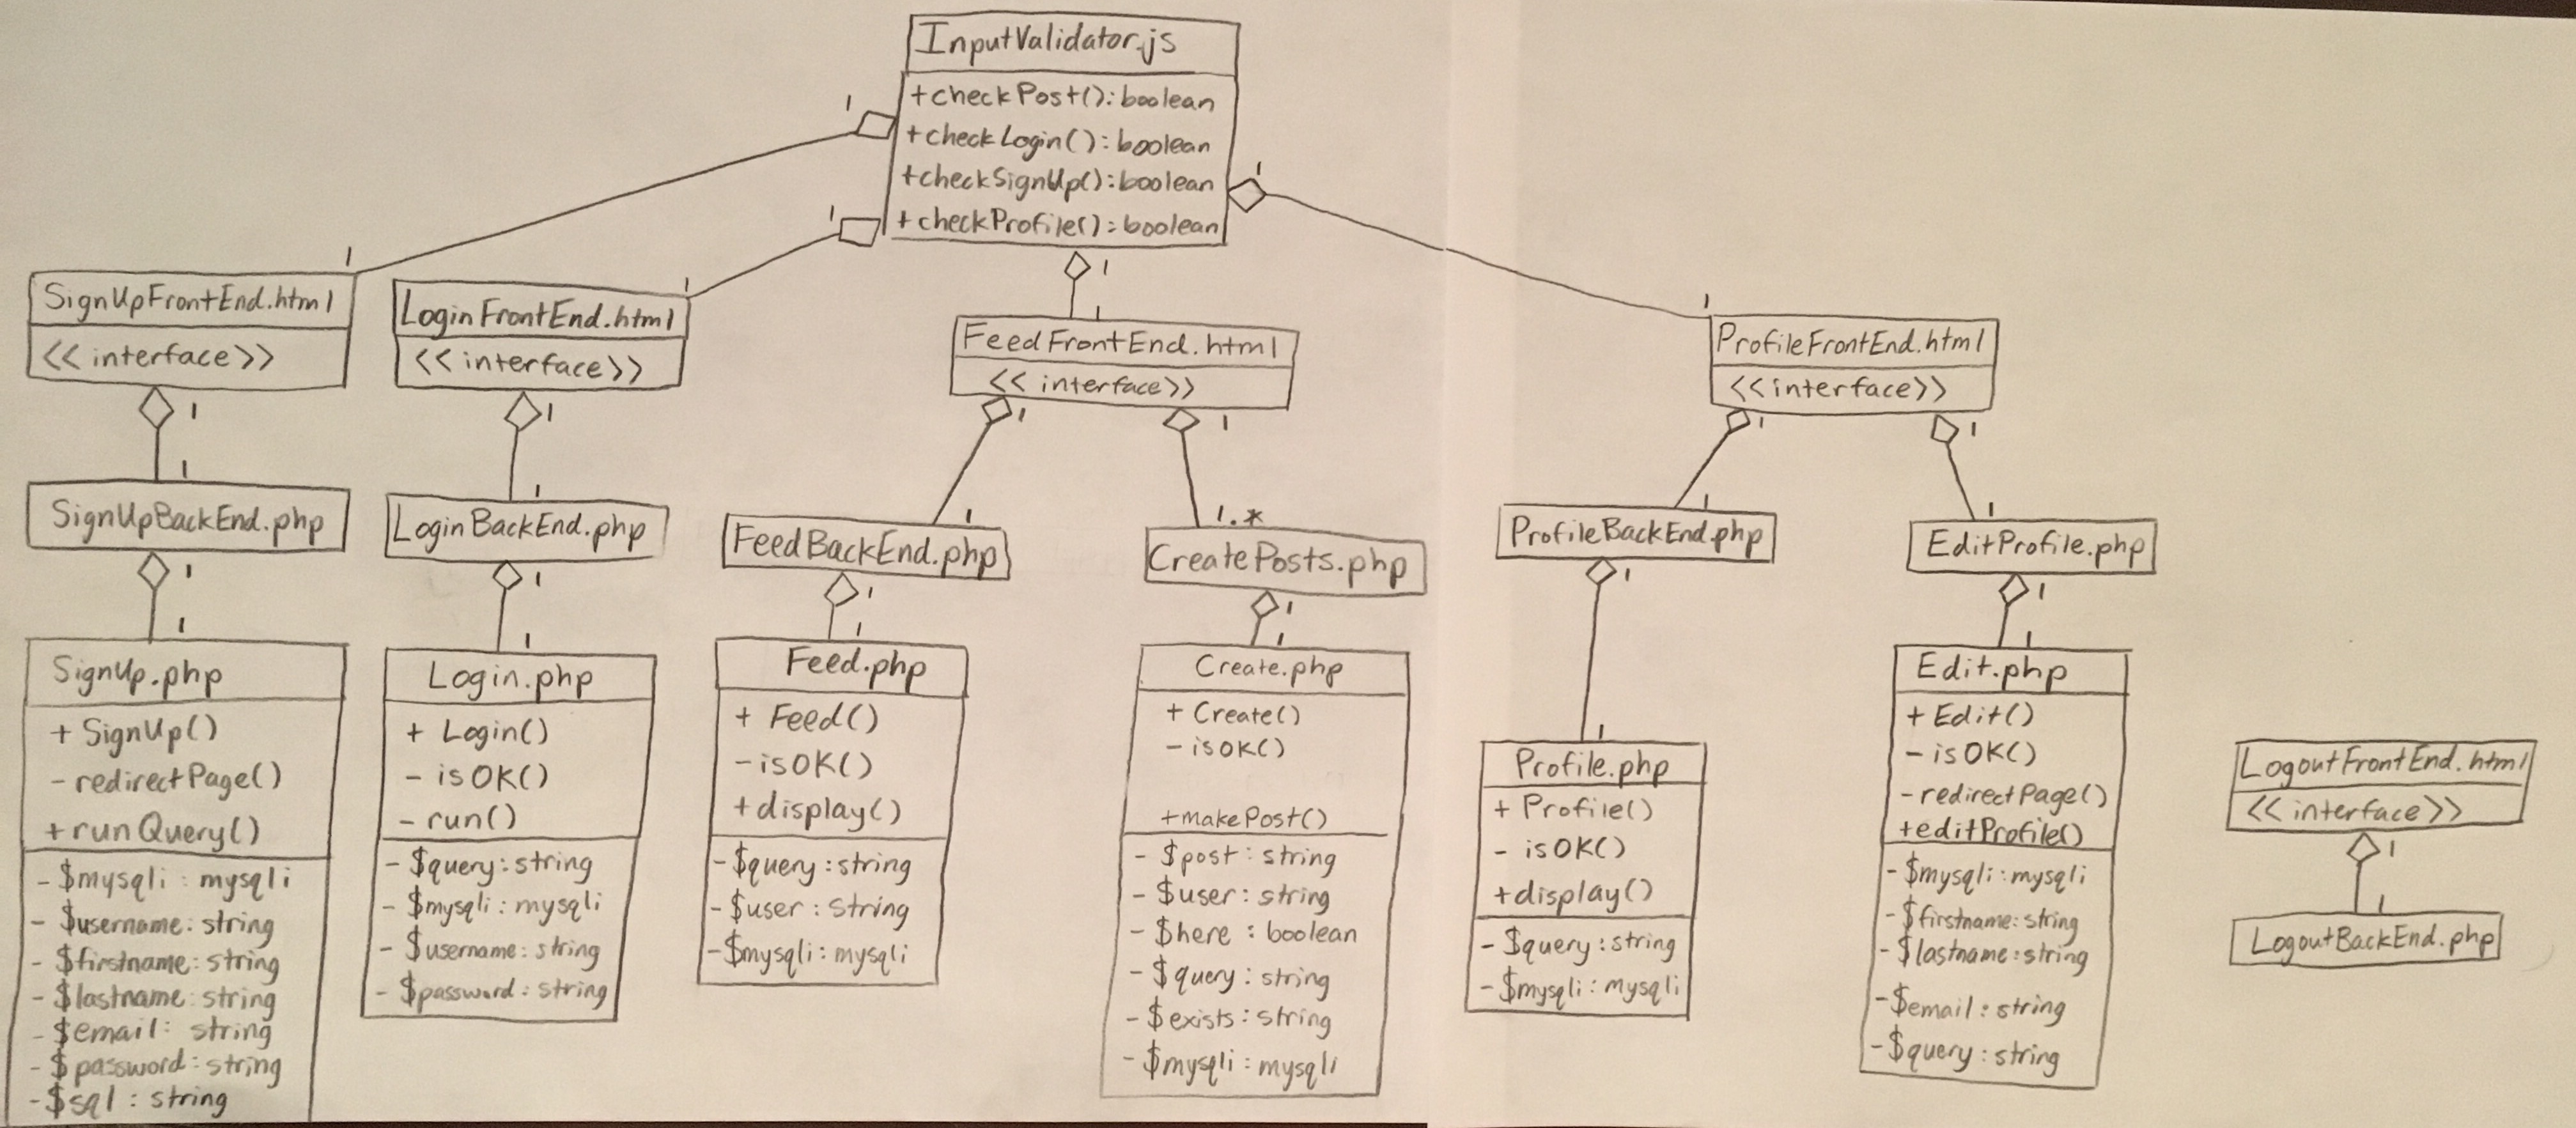 InputValidator.js
+checkPost():boolean
+checkLogin():boolean
+checkSignUp():boolean
+checkProfile():boolean
1
1
1
1
1
1
1
1
SignUpFrontEnd.html
<<interface>>
1
1
SignUpBackEnd.php
1
1
SignUp.php
+ SignUp()
- redirectPage()
+runQuery()
- $mysqli : mysqli
- $username: string
- $firstname: string
- $lastname: string
- $email: string
- $password: string
- $sql : string
LoginFrontEnd.html
<<interface>>
1
1
LoginBackEnd.php
1
1
Login.php
+ Login()
- isOK()
- run()
- $query: string
- $mysqli: mysqli
- $username: string
- $password: string
FeedFrontEnd.html
<<interface>>
1
1
1
1.*
FeedBackEnd.php
1
1
Feed.php
+ Feed()
- isOK()
+display()
- $query: string
- $user: string
- $mysqli: mysqli
CreatePosts.php
1
1
Create.php
+ Create()
- isOK()
+makePost()
- $post: string
- $user: string
- $here : boolean
- $query: string
- $exists: string
- $mysqli: mysqli
ProfileFrontEnd.html
<<interface>>
1
1
1
1
ProfileBackEnd.php
1
1
Profile.php
+ Profile()
- isOK()
+display()
- $query: string
- $mysqli: mysqli
EditProfile.php
1
1
Edit.php
+ Edit()
- isOK()
- redirectPage()
+editProfile()
- $mysqli: mysqli
- $firstname: string
- $lastname: string
- $email: string
- $query: string
LogoutFrontEnd.html
<<interface>>
1
1
LogoutBackEnd.php